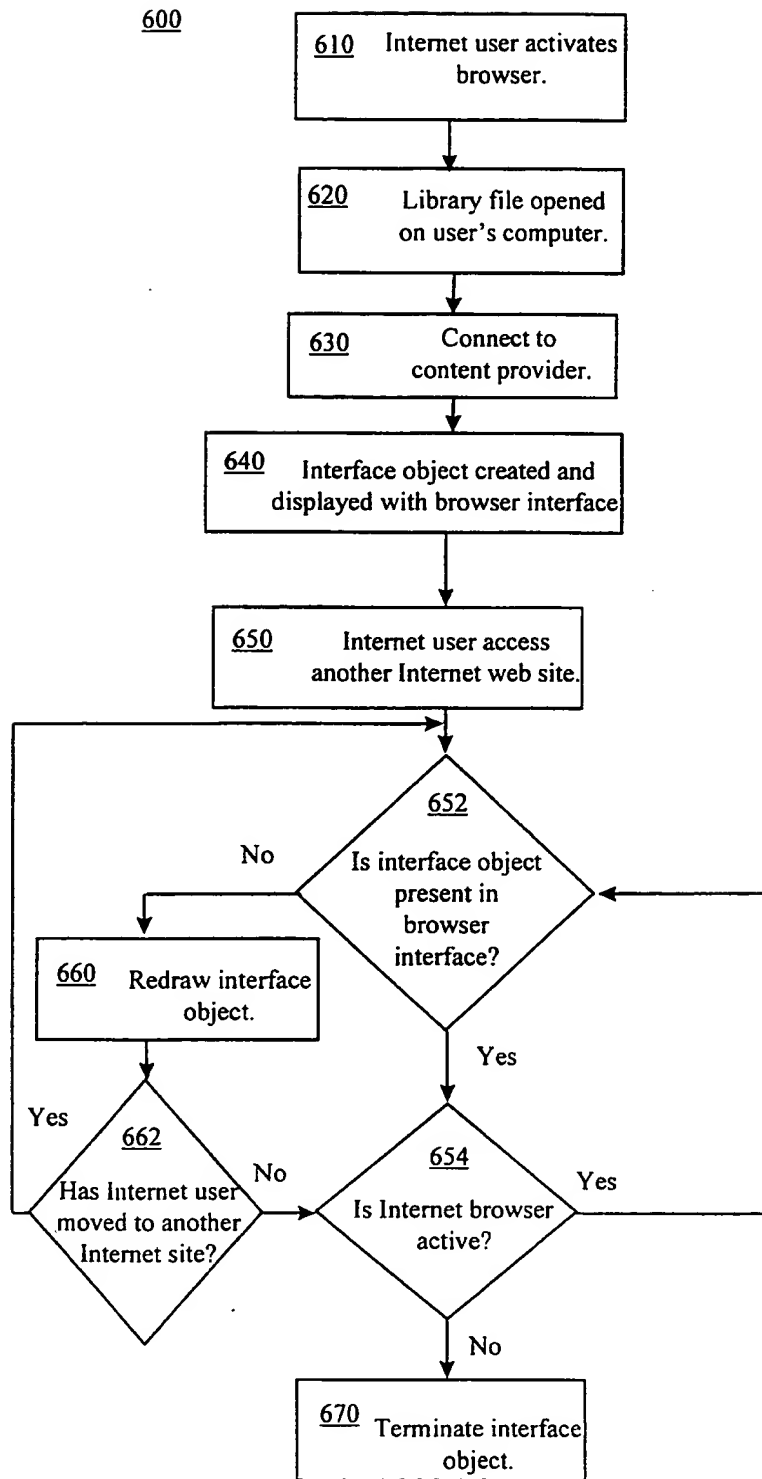 600
610 Internet user activates
browser.
620 Library file opened
on user's computer.
630 Connect to
content provider.
640 Interface object created and
displayed with browser interface
650 Internet user access
another Internet web site.
652
Is interface object
present in
browser
interface?
No
Yes
660 Redraw interface
object.
662
Has Internet user
moved to another
Internet site?
Yes
No
654
Is Internet browser
active?
Yes
No
670 Terminate interface
object.